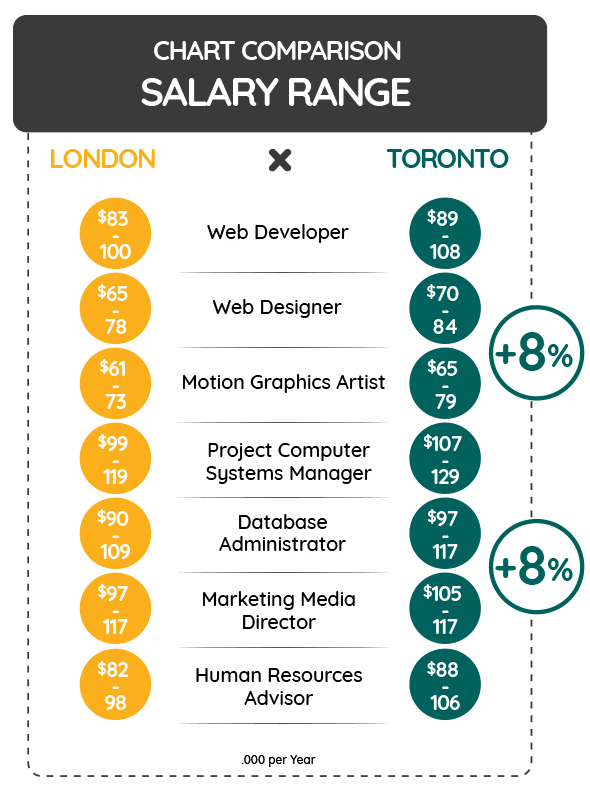 CHART COMPARISON
SALARY RANGE
LONDON × TORONTO
$83
-
100
Web Developer
$89
-
108
$65
-
78
Web Designer
$70
-
84
$61
-
73
Motion Graphics Artist
$65
-
79
+8%
$99
-
119
Project Computer
Systems Manager
$107
-
129
$90
-
109
Database
Administrator
$97
-
117
+8%
$97
-
117
Marketing Media
Director
$105
-
117
$82
-
98
Human Resources
Advisor
$88
-
106
.000 per Year